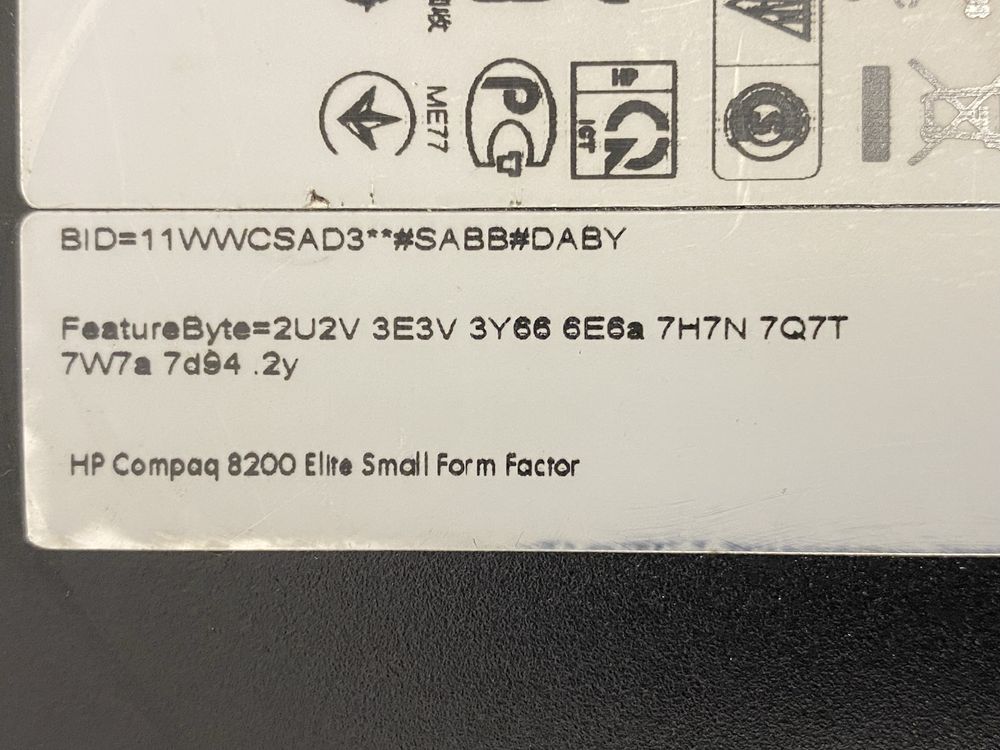 ME77
HP
IGT
BID=11WWCSAD3**#SABB#DABY
FeatureByte=2U2V 3E3V 3Y66 6E6a 7H7N 7Q7T
7W7a 7d94 .2y
HP Compaq 8200 Elite Small Form Factor